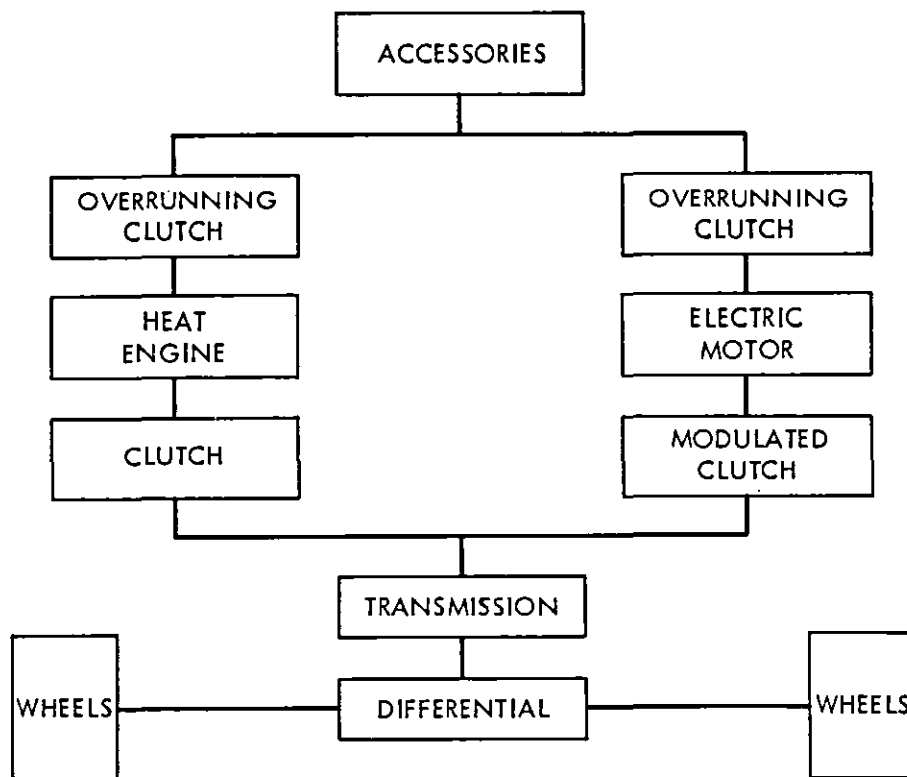 ACCESSORIES
OVERRUNNING
CLUTCH
OVERRUNNING
CLUTCH
HEAT
ENGINE
ELECTRIC
MOTOR
CLUTCH
MODULATED
CLUTCH
TRANSMISSION
WHEELS
DIFFERENTIAL
WHEELS